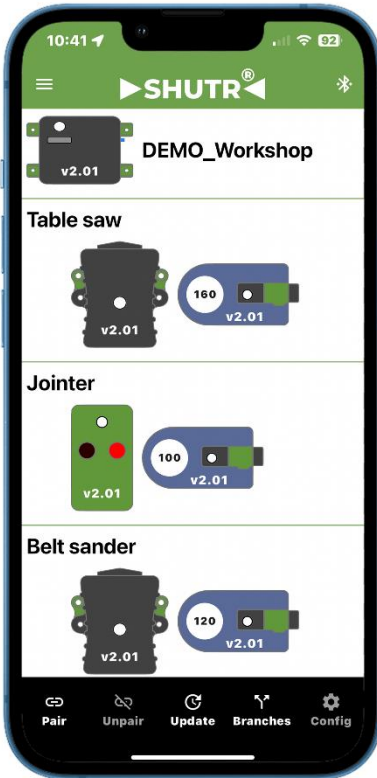 10:41 92
SHUTR®
DEMO_Workshop
v2.01
Table saw
160
v2.01
v2.01
Jointer
100
v2.01
v2.01
Belt sander
120
v2.01
v2.01
Pair Unpair Update Branches Config